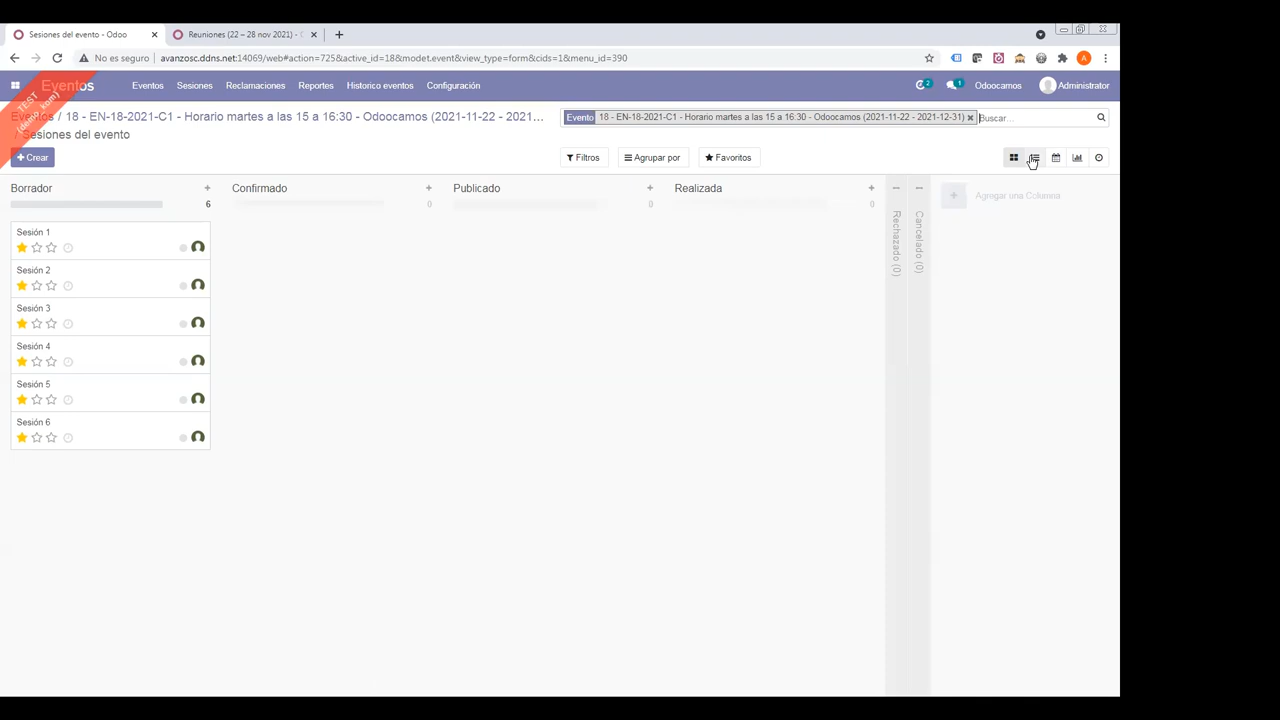 Sesiones del evento - Odoo
Reuniones (22 – 28 nov 2021) -
No es seguro
avanzosc.ddns.net:14069/web#action=725&active_id=18&model=event&view_type=form&cids=1&menu_id=390
A
TEST
Eventos
Eventos
Sesiones
Reclamaciones
Reportes
Historico eventos
Configuración
2
1
Odoocamos
Administrator
Eventos / 18 - EN-18-2021-C1 - Horario martes a las 15 a 16:30 - Odoocamos (2021-11-22 - 2021...
/ Sesiones del evento
Evento 18 - EN-18-2021-C1 - Horario martes a las 15 a 16:30 - Odoocamos (2021-11-22 - 2021-12-31) Buscar...
Crear
Filtros
Agrupar por
Favoritos
Borrador
6
Confirmado
0
Publicado
0
Realizada
0
Rechazado (0)
Cancelado (0)
Agregar una Columna
Sesión 1
Sesión 2
Sesión 3
Sesión 4
Sesión 5
Sesión 6